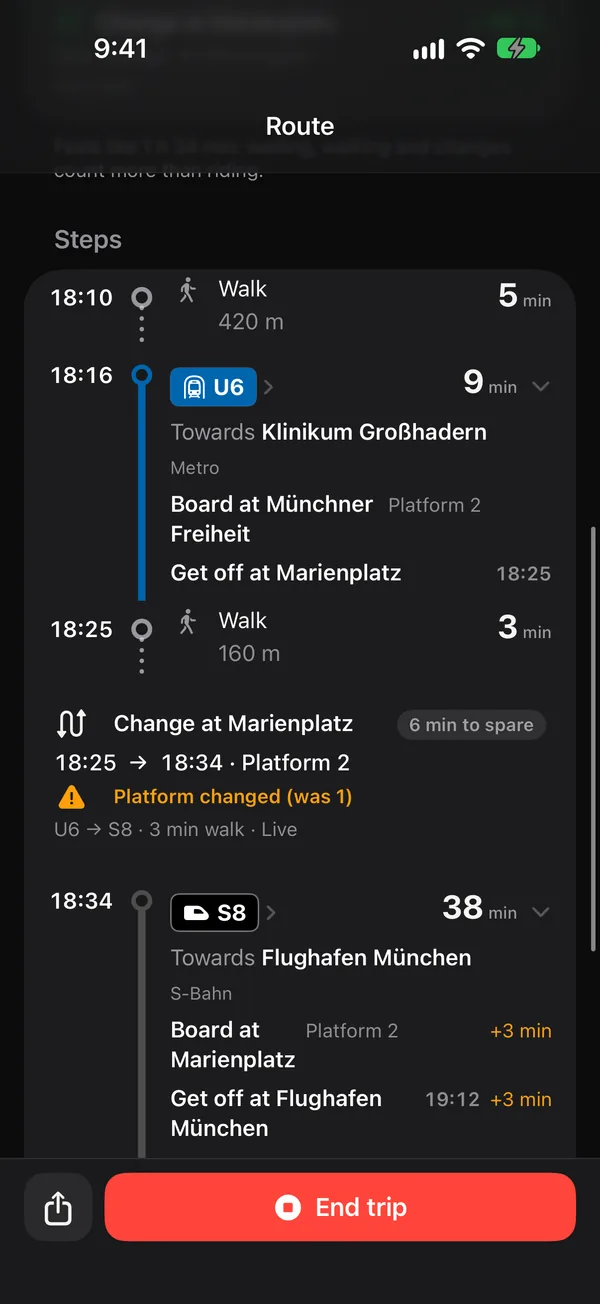 9:41
Route
count more than riding.
Steps
18:10 Walk 5 min
420 m
18:16 U6 9 min
Towards Klinikum Großhadern
Metro
Board at Münchner Platform 2
Freiheit
Get off at Marienplatz 18:25
18:25 Walk 3 min
160 m
Change at Marienplatz 6 min to spare
18:25 → 18:34 · Platform 2
Platform changed (was 1)
U6 → S8 · 3 min walk · Live
18:34 S8 38 min
Towards Flughafen München
S-Bahn
Board at Platform 2 +3 min
Marienplatz
Get off at Flughafen 19:12 +3 min
München
End trip